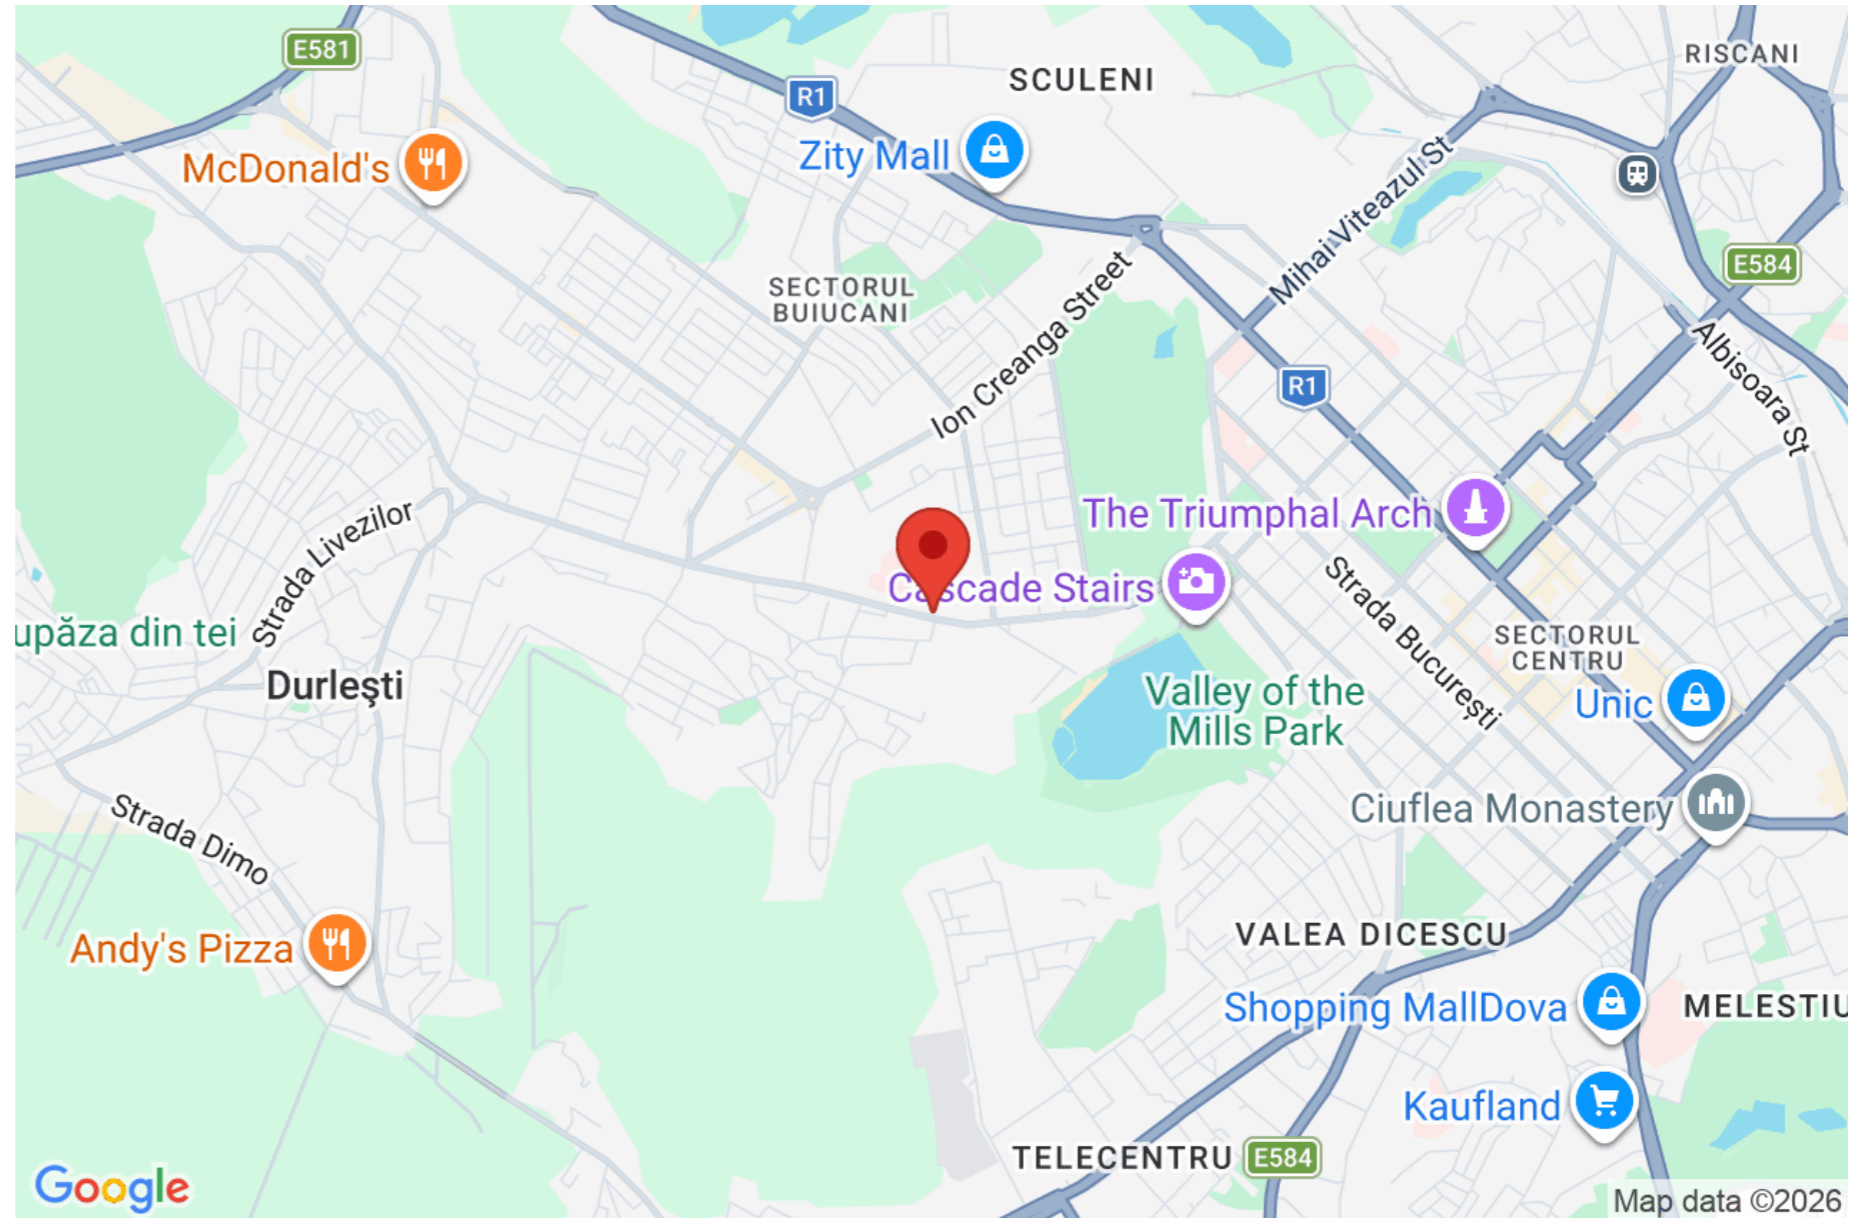 E581
RISCANI
SCULENI
R1
McDonald's
Zity Mall
Mihai Viteazul St
E584
SECTORUL
BUIUCANI
Ion Creanga Street
Albisoara St
R1
Strada Livezilor
The Triumphal Arch
Cascade Stairs
Strada București
upăza din tei
SECTORUL
CENTRU
Durleşti
Valley of the
Mills Park
Unic
Strada Dimo
Ciuflea Monastery
Andy's Pizza
VALEA DICESCU
Shopping MallDova
MELESTIU
Kaufland
TELECENTRU
E584
Google
Map data ©2026